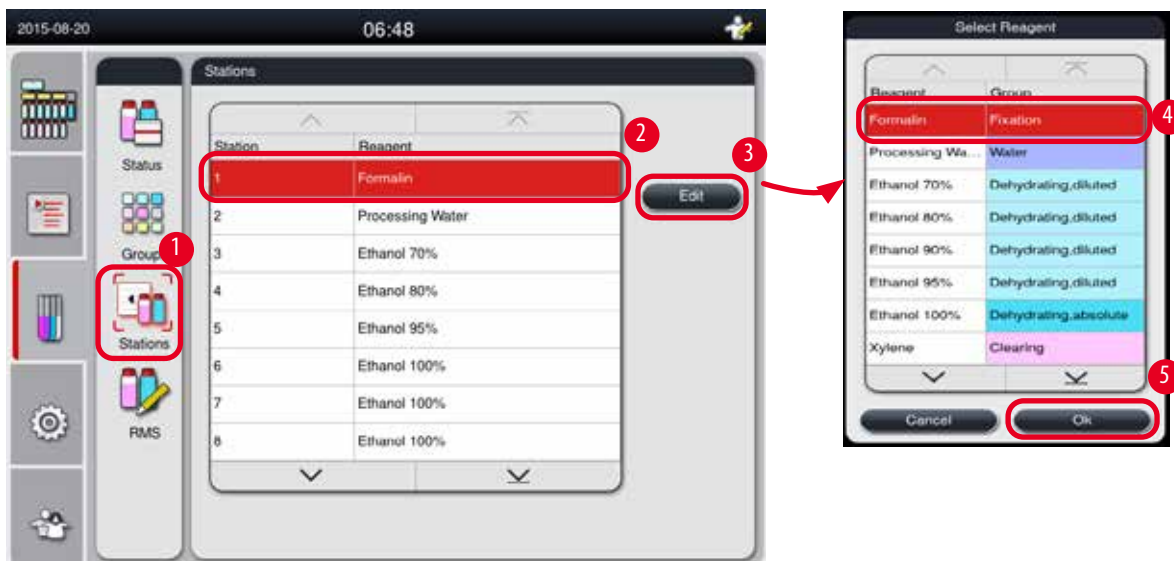 2015-08-20 06:48
Status
Group
1
Stations
RMS
Stations
Station Reagent
2
1 Formalin
2 Processing Water
3 Ethanol 70%
4 Ethanol 80%
5 Ethanol 95%
6 Ethanol 100%
7 Ethanol 100%
8 Ethanol 100%
3
Edit
Select Reagent
Reagent Group
4
Formalin Fixation
Processing Wa... Water
Ethanol 70% Dehydrating,diluted
Ethanol 80% Dehydrating,diluted
Ethanol 90% Dehydrating,diluted
Ethanol 95% Dehydrating,diluted
Ethanol 100% Dehydrating,absolute
Xylene Clearing
5
Cancel Ok